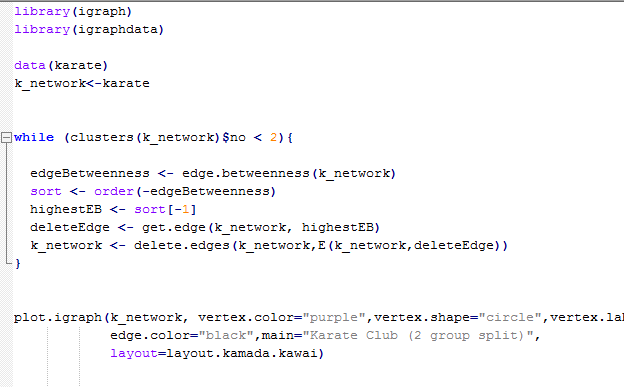 library(igraph)
library(igraphdata)
data(karate)
k_network<-karate
while (clusters(k_network)$no < 2){
edgeBetweenness <- edge.betweenness(k_network)
sort <- order(-edgeBetweenness)
highestEB <- sort[-1]
deleteEdge <- get.edge(k_network, highestEB)
k_network <- delete.edges(k_network,E(k_network,deleteEdge))
}
plot.igraph(k_network, vertex.color="purple",vertex.shape="circle",vertex.lal
edge.color="black",main="Karate Club (2 group split)",
layout=layout.kamada.kawai)